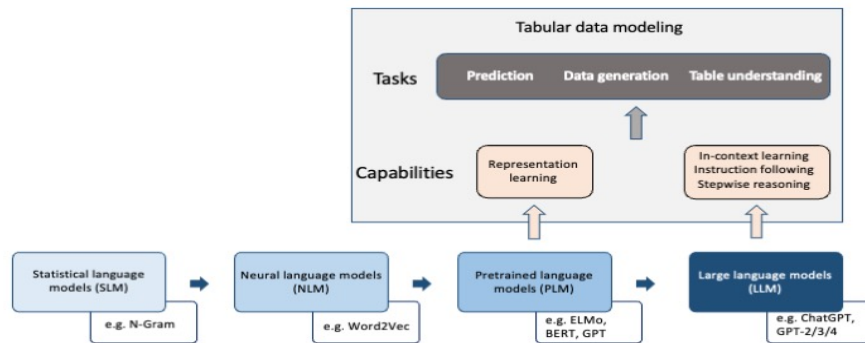 Tabular data modeling
Tasks
Prediction
Data generation
Table understanding
Capabilities
Representation
learning
In-context learning
Instruction following
Stepwise reasoning
Statistical language
models (SLM)
e.g. N-Gram
Neural language models
(NLM)
e.g. Word2Vec
Pretrained language
models (PLM)
e.g. ELMo,
BERT, GPT
Large language models
(LLM)
e.g. ChatGPT,
GPT-2/3/4